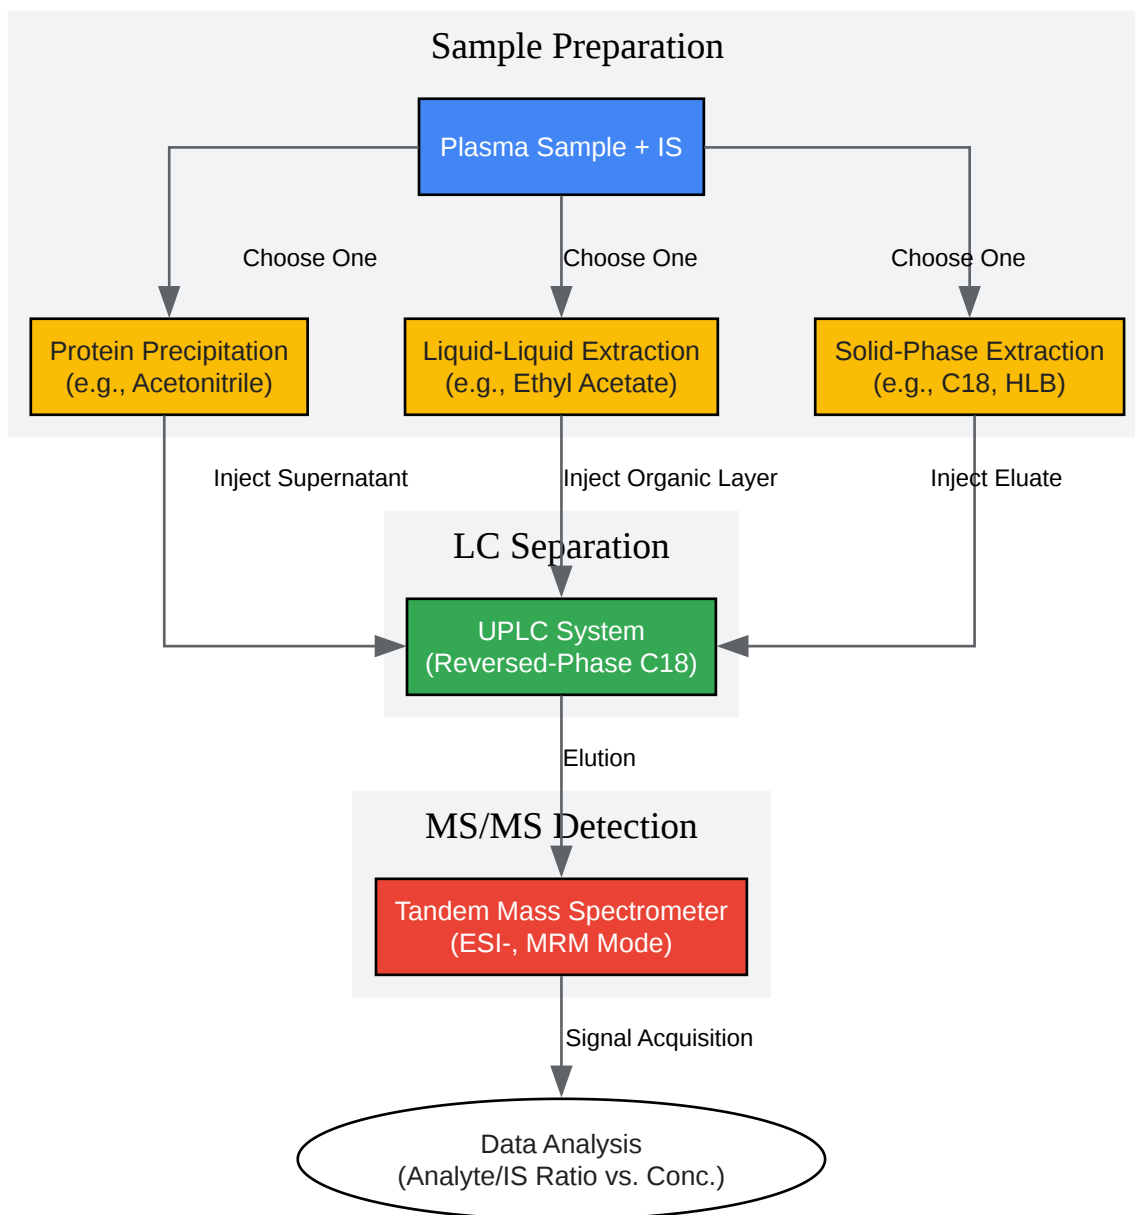 Sample Preparation
Plasma Sample + IS
Choose One
Choose One
Choose One
Protein Precipitation
(e.g., Acetonitrile)
Liquid-Liquid Extraction
(e.g., Ethyl Acetate)
Solid-Phase Extraction
(e.g., C18, HLB)
Inject Supernatant
Inject Organic Layer
Inject Eluate
LC Separation
UPLC System
(Reversed-Phase C18)
Elution
MS/MS Detection
Tandem Mass Spectrometer
(ESI-, MRM Mode)
Signal Acquisition
Data Analysis
(Analyte/IS Ratio vs. Conc.)